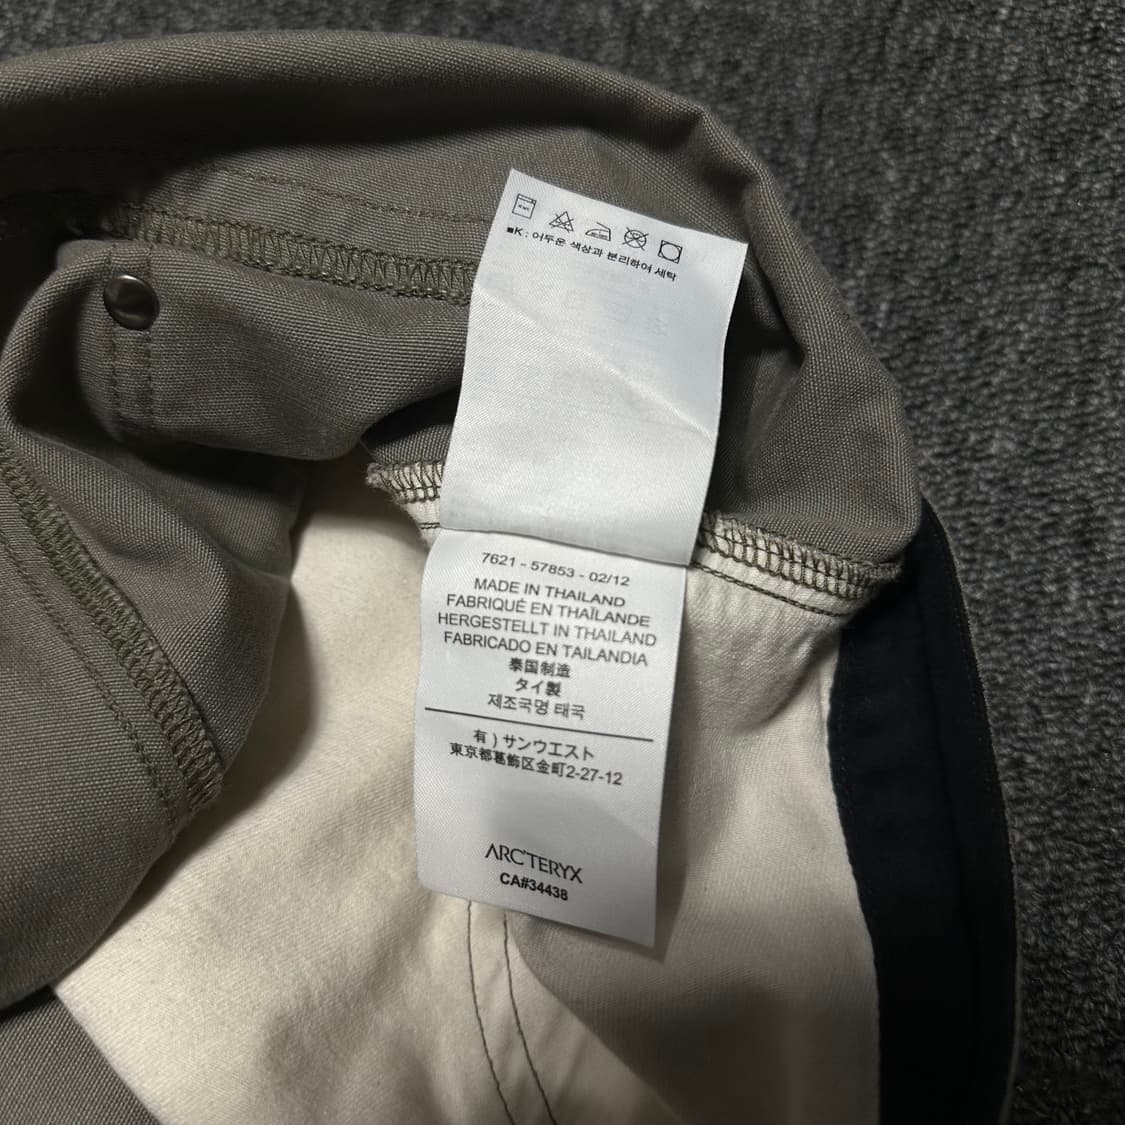 ■K : 어두운 색상과 분리하여 세탁
7621 - 57853 - 02/12
MADE IN THAILAND
FABRIQUÉ EN THAÏLANDE
HERGESTELLT IN THAILAND
FABRICADO EN TAILANDIA
泰国制造
タイ製
제조국명 태국
有 ) サンウエスト
東京都葛飾区金町2-27-12
ARC'TERYX
CA#34438